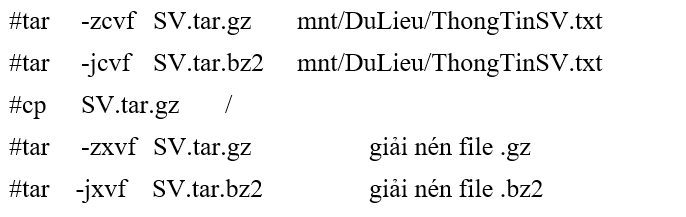 #tar -zcvf SV.tar.gz mnt/DuLieu/ThongTinSV.txt
#tar -jcvf SV.tar.bz2 mnt/DuLieu/ThongTinSV.txt
#cp SV.tar.gz /
#tar -zxvf SV.tar.gz giải nén file .gz
#tar -jxvf SV.tar.bz2 giải nén file .bz2